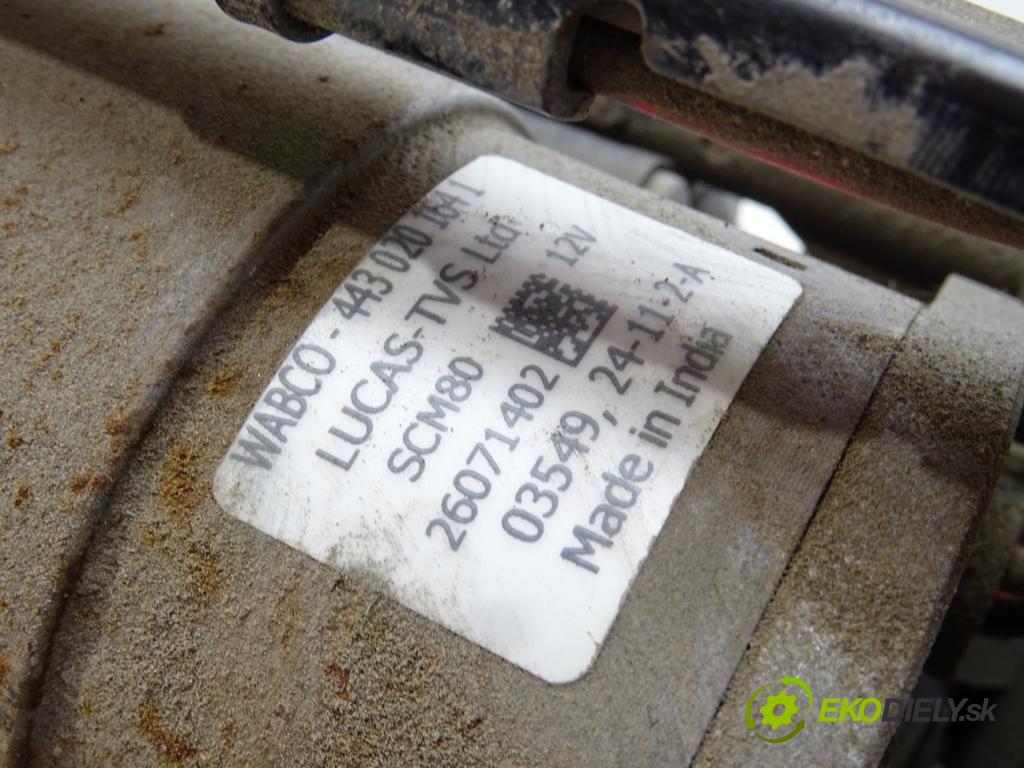 WABCO - 443 020 164 1
LUCAS-TVS Ltd
SCM80 12V
26071402
03549, 24-11-2-A
Made in India
EKODIELY.sk